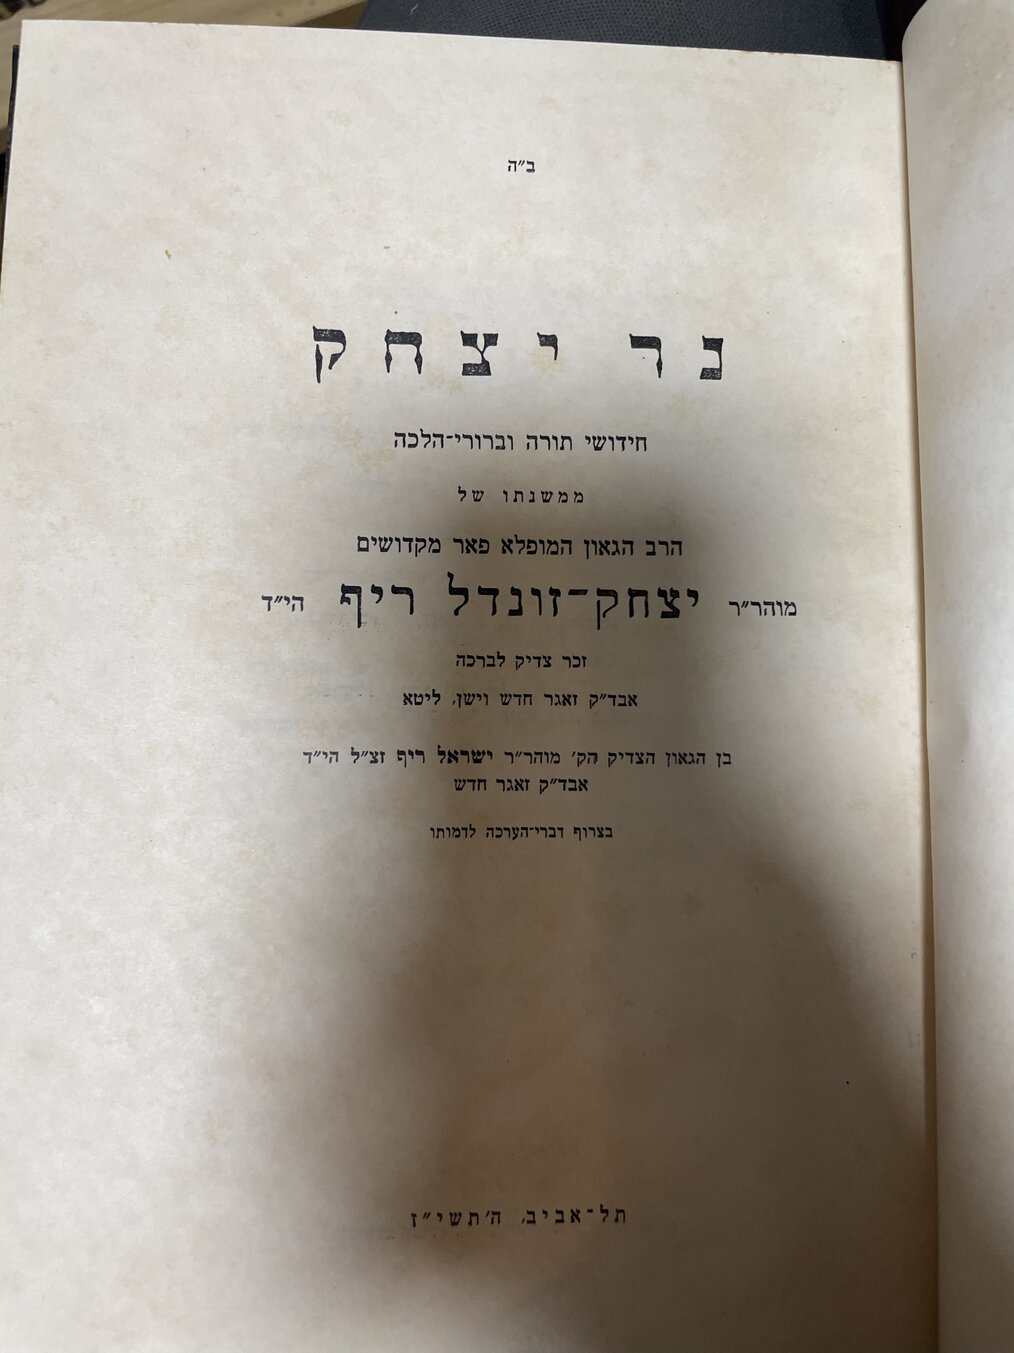 ב״ה
נר יצחק
חידושי תורה וברורי־הלכה
ממשנתו של
הרב הגאון המופלא פאר מקדושים
מוהר״ר יצחק־זונדל ריף הי״ד
זכר צדיק לברכה
אבד״ק זאגר חדש וישן, ליטא
בן הגאון הצדיק הק׳ מוהר״ר ישראל ריף זצ״ל הי״ד
אבד״ק זאגר חדש
בצרוף דברי־הערכה לדמותו
תל־אביב, ה׳תשי״ז